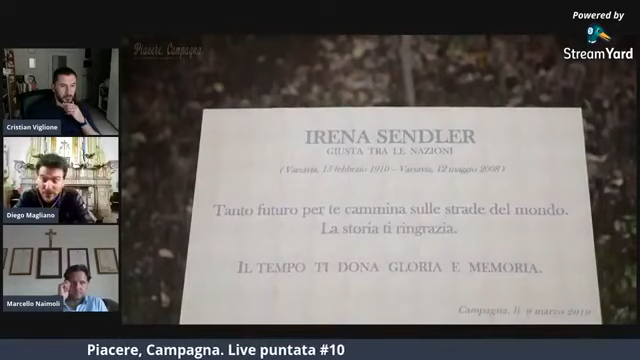 Powered by
StreamYard
Piacere, Campagna
Cristian Viglione
Diego Magliano
Marcello Naimoli
IRENA SENDLER
GIUSTA TRA LE NAZIONI
( Varsavia, 15 febbraio 1910 – Varsavia, 12 maggio 2008 )
Tanto futuro per te cammina sulle strade del mondo.
La storia ti ringrazia.
IL TEMPO TI DONA GLORIA E MEMORIA.
Campagna, lì 9 marzo 2019
Piacere, Campagna. Live puntata #10